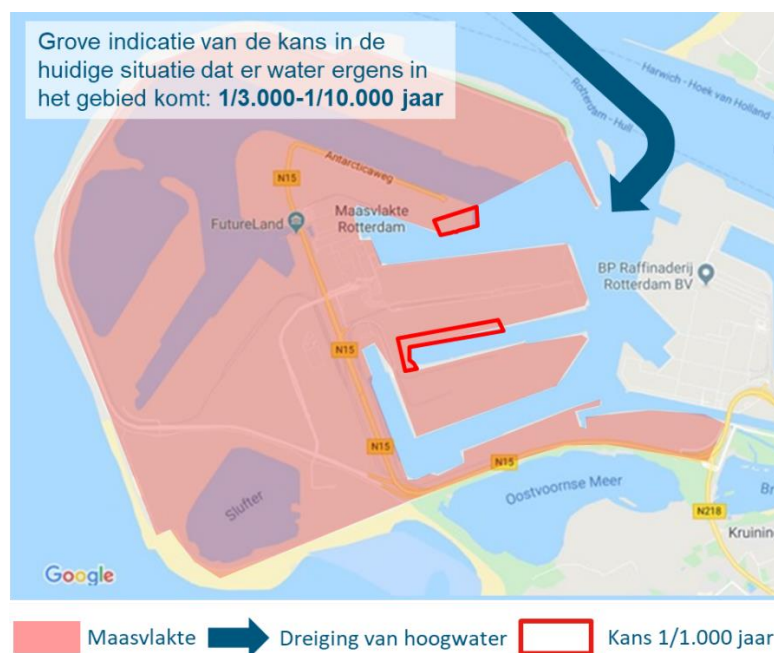 Grove indicatie van de kans in de
huidige situatie dat er water ergens in
het gebied komt: 1/3.000-1/10.000 jaar
Harwich - Hoek van Holland
Rotterdam - Hull
Antarcticaweg
N15
FutureLand
Maasvlakte
Rotterdam
BP Raffinaderij
Rotterdam BV
N15
N15
N15
Slufter
Oostvoornse Meer
Br
N218
Kruining
Google
Maasvlakte
Dreiging van hoogwater
Kans 1/1.000 jaar